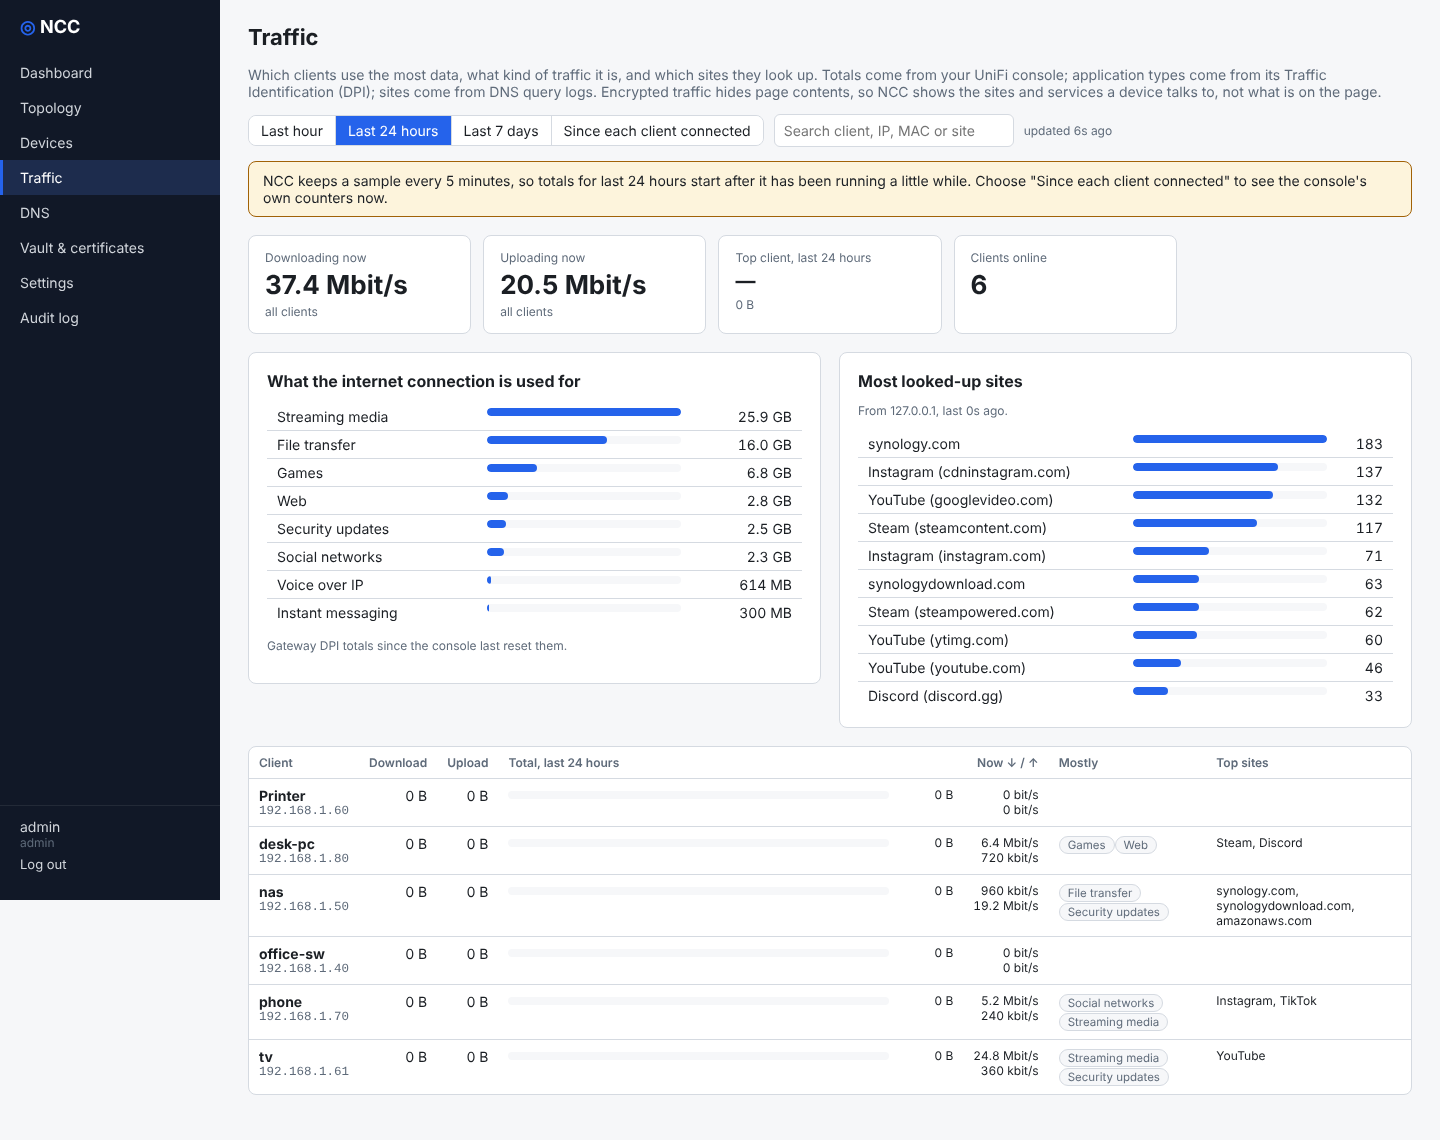 ◎ NCC
Dashboard
Topology
Devices
Traffic
DNS
Vault & certificates
Settings
Audit log
admin
admin
Log out
Traffic
Which clients use the most data, what kind of traffic it is, and which sites they look up. Totals come from your UniFi console; application types come from its Traffic
Identification (DPI); sites come from DNS query logs. Encrypted traffic hides page contents, so NCC shows the sites and services a device talks to, not what is on the page.
Last hour Last 24 hours Last 7 days Since each client connected Search client, IP, MAC or site updated 6s ago
NCC keeps a sample every 5 minutes, so totals for last 24 hours start after it has been running a little while. Choose "Since each client connected" to see the console's
own counters now.
Downloading now
37.4 Mbit/s
all clients
Uploading now
20.5 Mbit/s
all clients
Top client, last 24 hours
—
0 B
Clients online
6
What the internet connection is used for
Streaming media 25.9 GB
File transfer 16.0 GB
Games 6.8 GB
Web 2.8 GB
Security updates 2.5 GB
Social networks 2.3 GB
Voice over IP 614 MB
Instant messaging 300 MB
Gateway DPI totals since the console last reset them.
Most looked-up sites
From 127.0.0.1, last 0s ago.
synology.com 183
Instagram (cdninstagram.com) 137
YouTube (googlevideo.com) 132
Steam (steamcontent.com) 117
Instagram (instagram.com) 71
synologydownload.com 63
Steam (steampowered.com) 62
YouTube (ytimg.com) 60
YouTube (youtube.com) 46
Discord (discord.gg) 33
Client Download Upload Total, last 24 hours Now ↓ / ↑ Mostly Top sites
Printer 0 B 0 B 0 B 0 bit/s
192.168.1.60 0 bit/s
desk-pc 0 B 0 B 0 B 6.4 Mbit/s Games Web Steam, Discord
192.168.1.80 720 kbit/s
nas 0 B 0 B 0 B 960 kbit/s File transfer synology.com,
192.168.1.50 19.2 Mbit/s Security updates synologydownload.com,
amazonaws.com
office-sw 0 B 0 B 0 B 0 bit/s
192.168.1.40 0 bit/s
phone 0 B 0 B 0 B 5.2 Mbit/s Social networks Instagram, TikTok
192.168.1.70 240 kbit/s Streaming media
tv 0 B 0 B 0 B 24.8 Mbit/s Streaming media YouTube
192.168.1.61 360 kbit/s Security updates